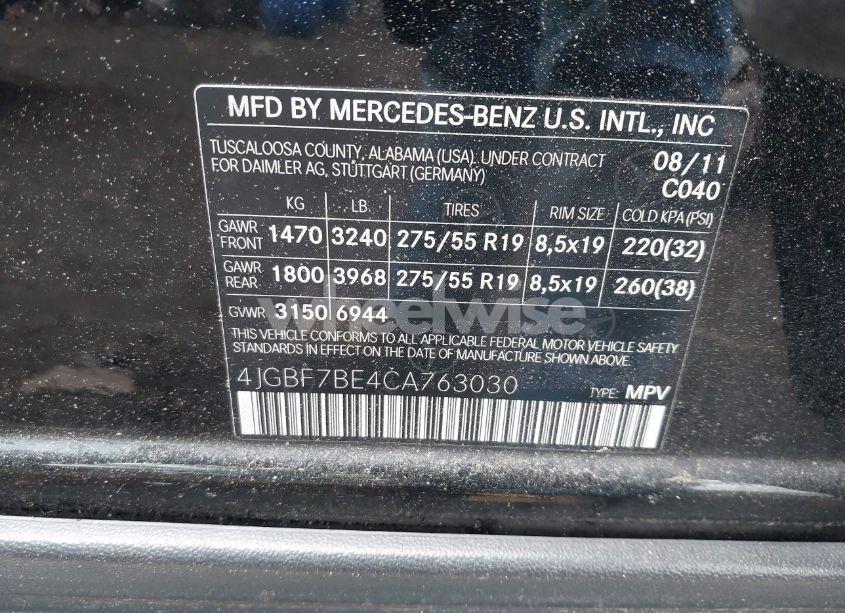 MFD BY MERCEDES-BENZ U.S. INTL., INC
TUSCALOOSA COUNTY, ALABAMA (USA). UNDER CONTRACT 08/11
FOR DAIMLER AG, STUTTGART (GERMANY) C040
KG LB TIRES RIM SIZE COLD KPA (PSI)
GAWR FRONT 1470 3240 275/55 R19 8,5x19 220(32)
GAWR REAR 1800 3968 275/55 R19 8,5x19 260(38)
GVWR 3150 6944
wheelwise
THIS VEHICLE CONFORMS TO ALL APPLICABLE FEDERAL MOTOR VEHICLE SAFETY
STANDARDS IN EFFECT ON THE DATE OF MANUFACTURE SHOWN ABOVE.
4JGBF7BE4CA763030 TYPE: MPV